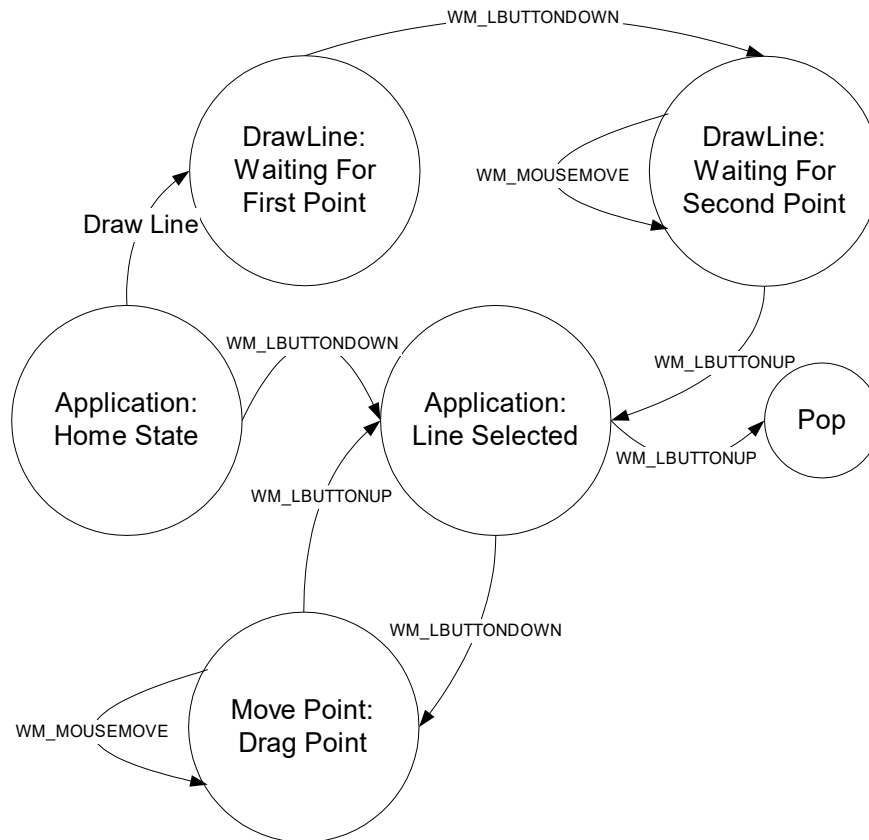 WM_LBUTTONDOWN
DrawLine:
Waiting For
First Point
DrawLine:
Waiting For
Second Point
WM_MOUSEMOVE
Draw Line
WM_LBUTTONDOWN
WM_LBUTTONUP
Application:
Home State
Application:
Line Selected
Pop
WM_LBUTTONUP
WM_LBUTTONUP
WM_LBUTTONDOWN
Move Point:
Drag Point
WM_MOUSEMOVE